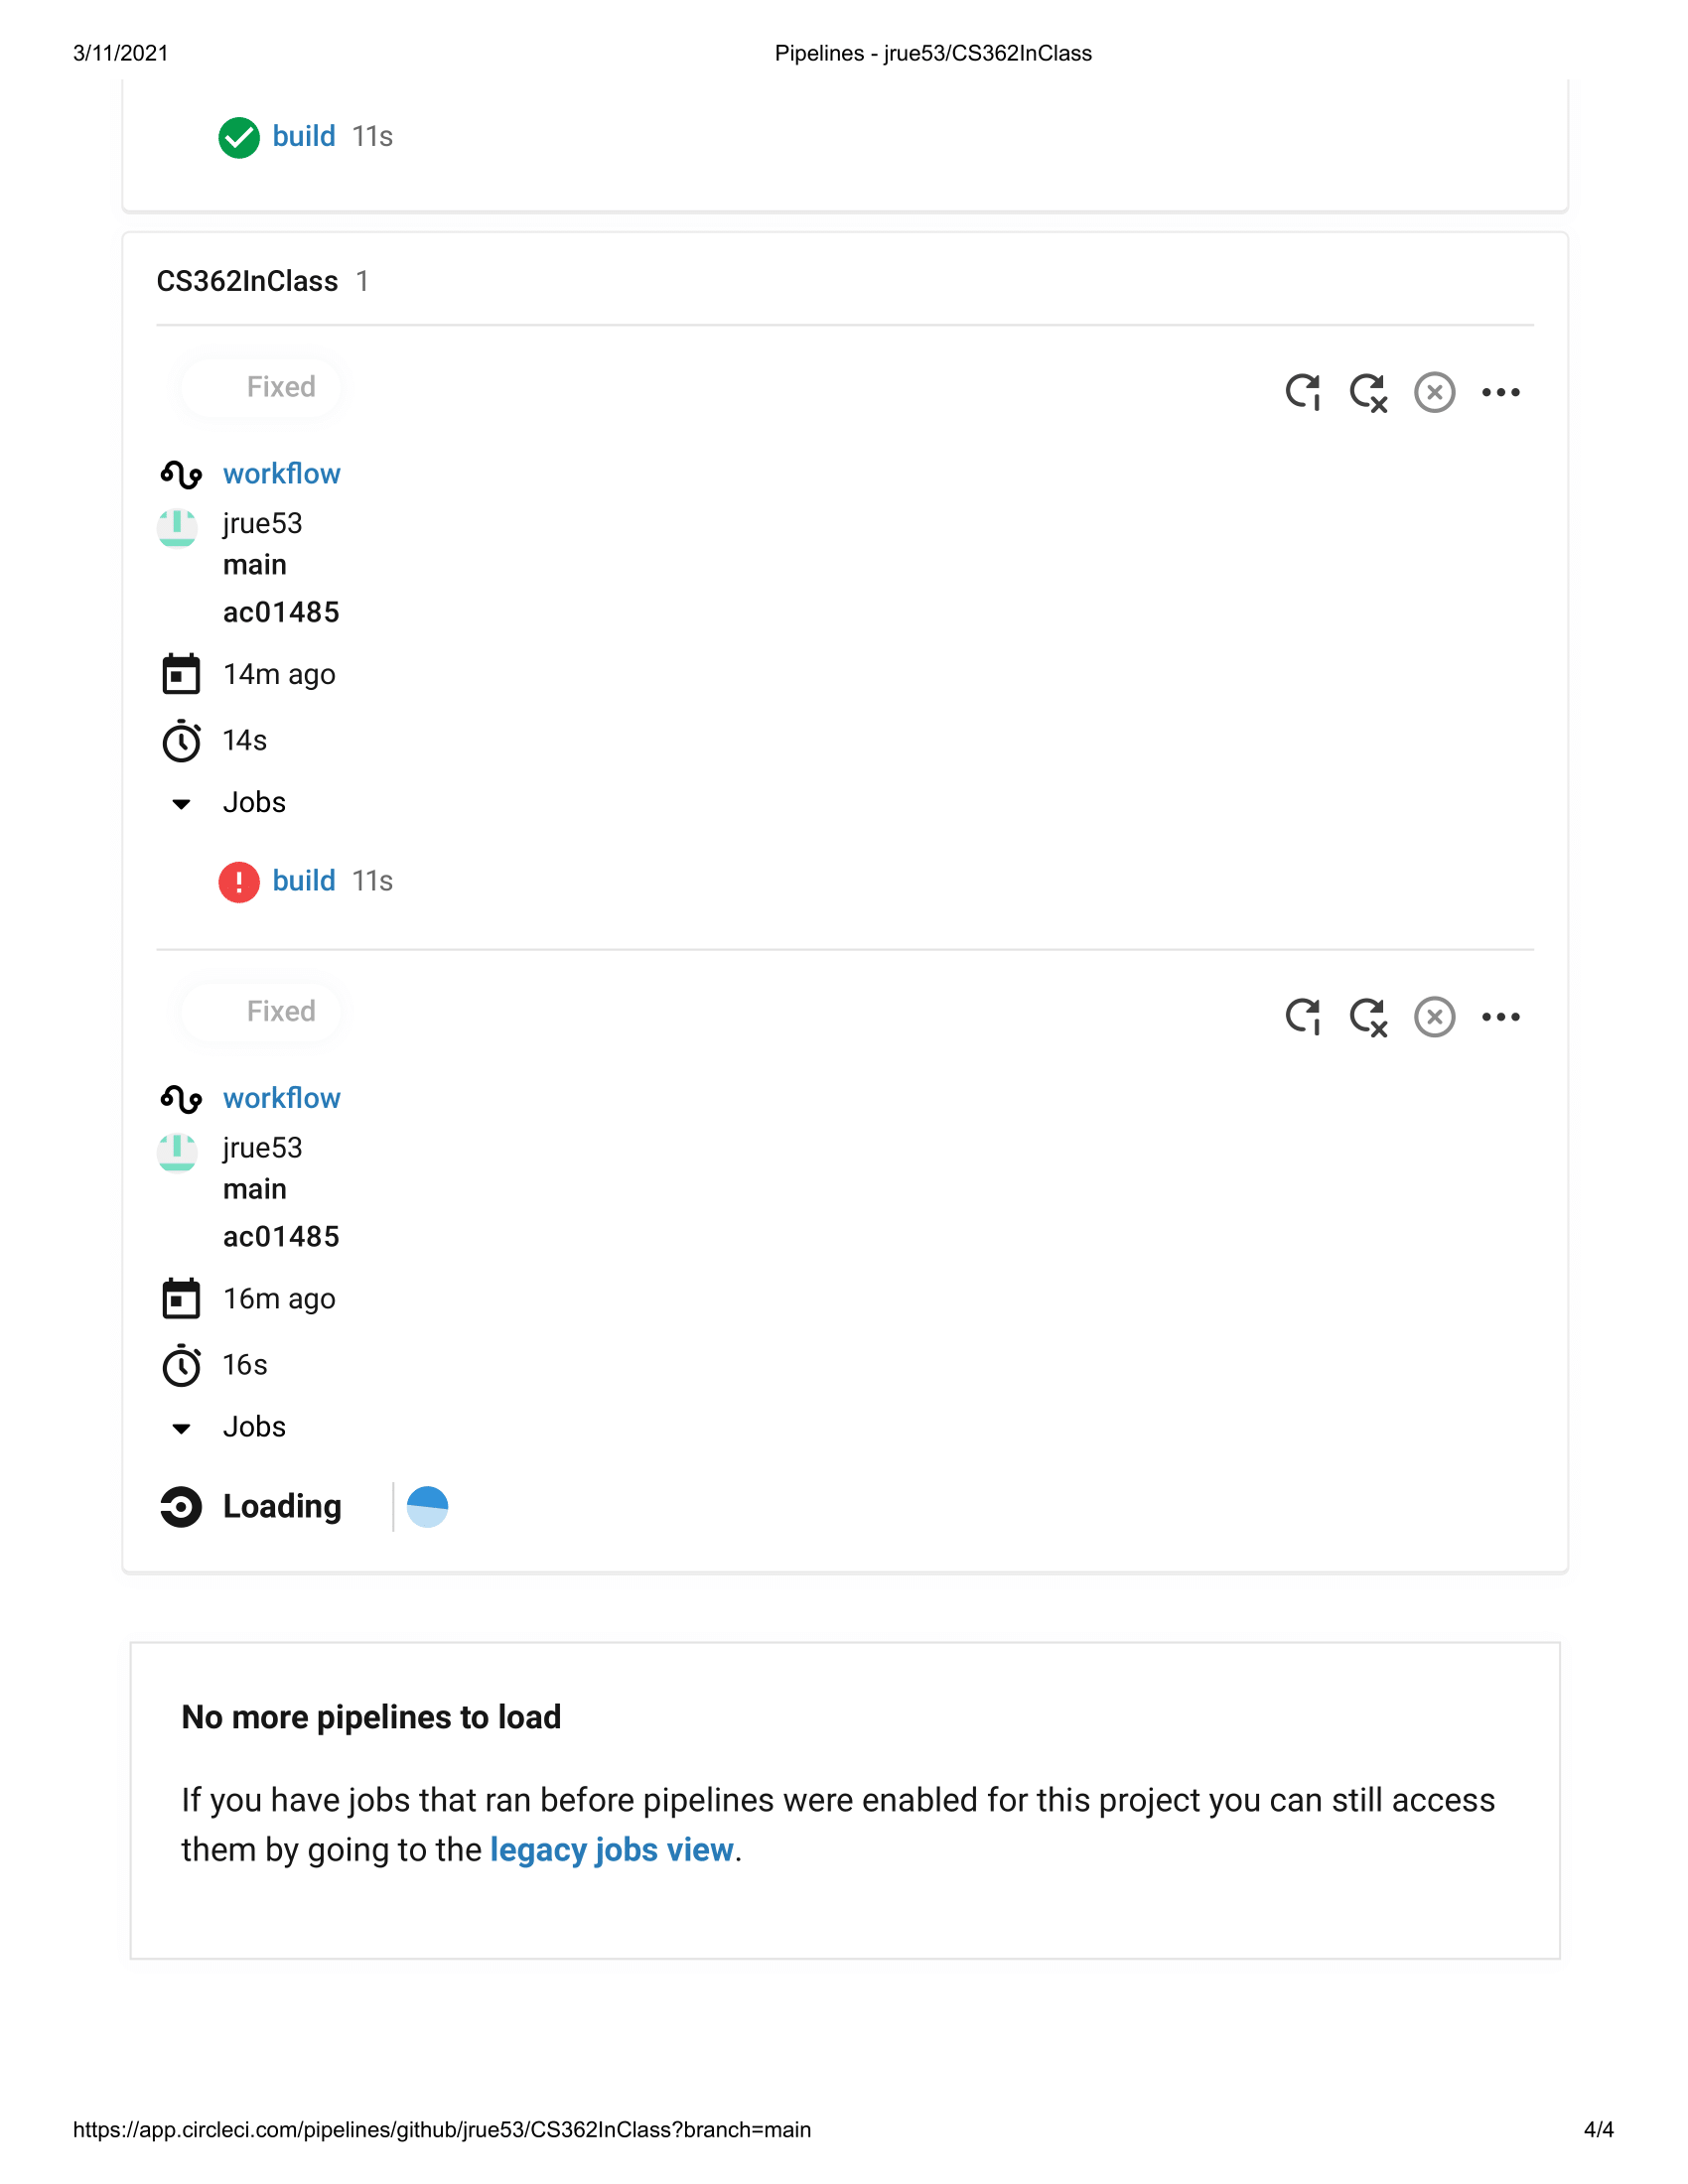 3/11/2021
Pipelines - jrue53/CS362InClass
build 11s
CS362InClass 1
Fixed
workflow
jrue53
main
ac01485
14m ago
14s
Jobs
build 11s
Fixed
workflow
jrue53
main
ac01485
16m ago
16s
Jobs
Loading
No more pipelines to load
If you have jobs that ran before pipelines were enabled for this project you can still access
them by going to the legacy jobs view.
https://app.circleci.com/pipelines/github/jrue53/CS362InClass?branch=main
4/4